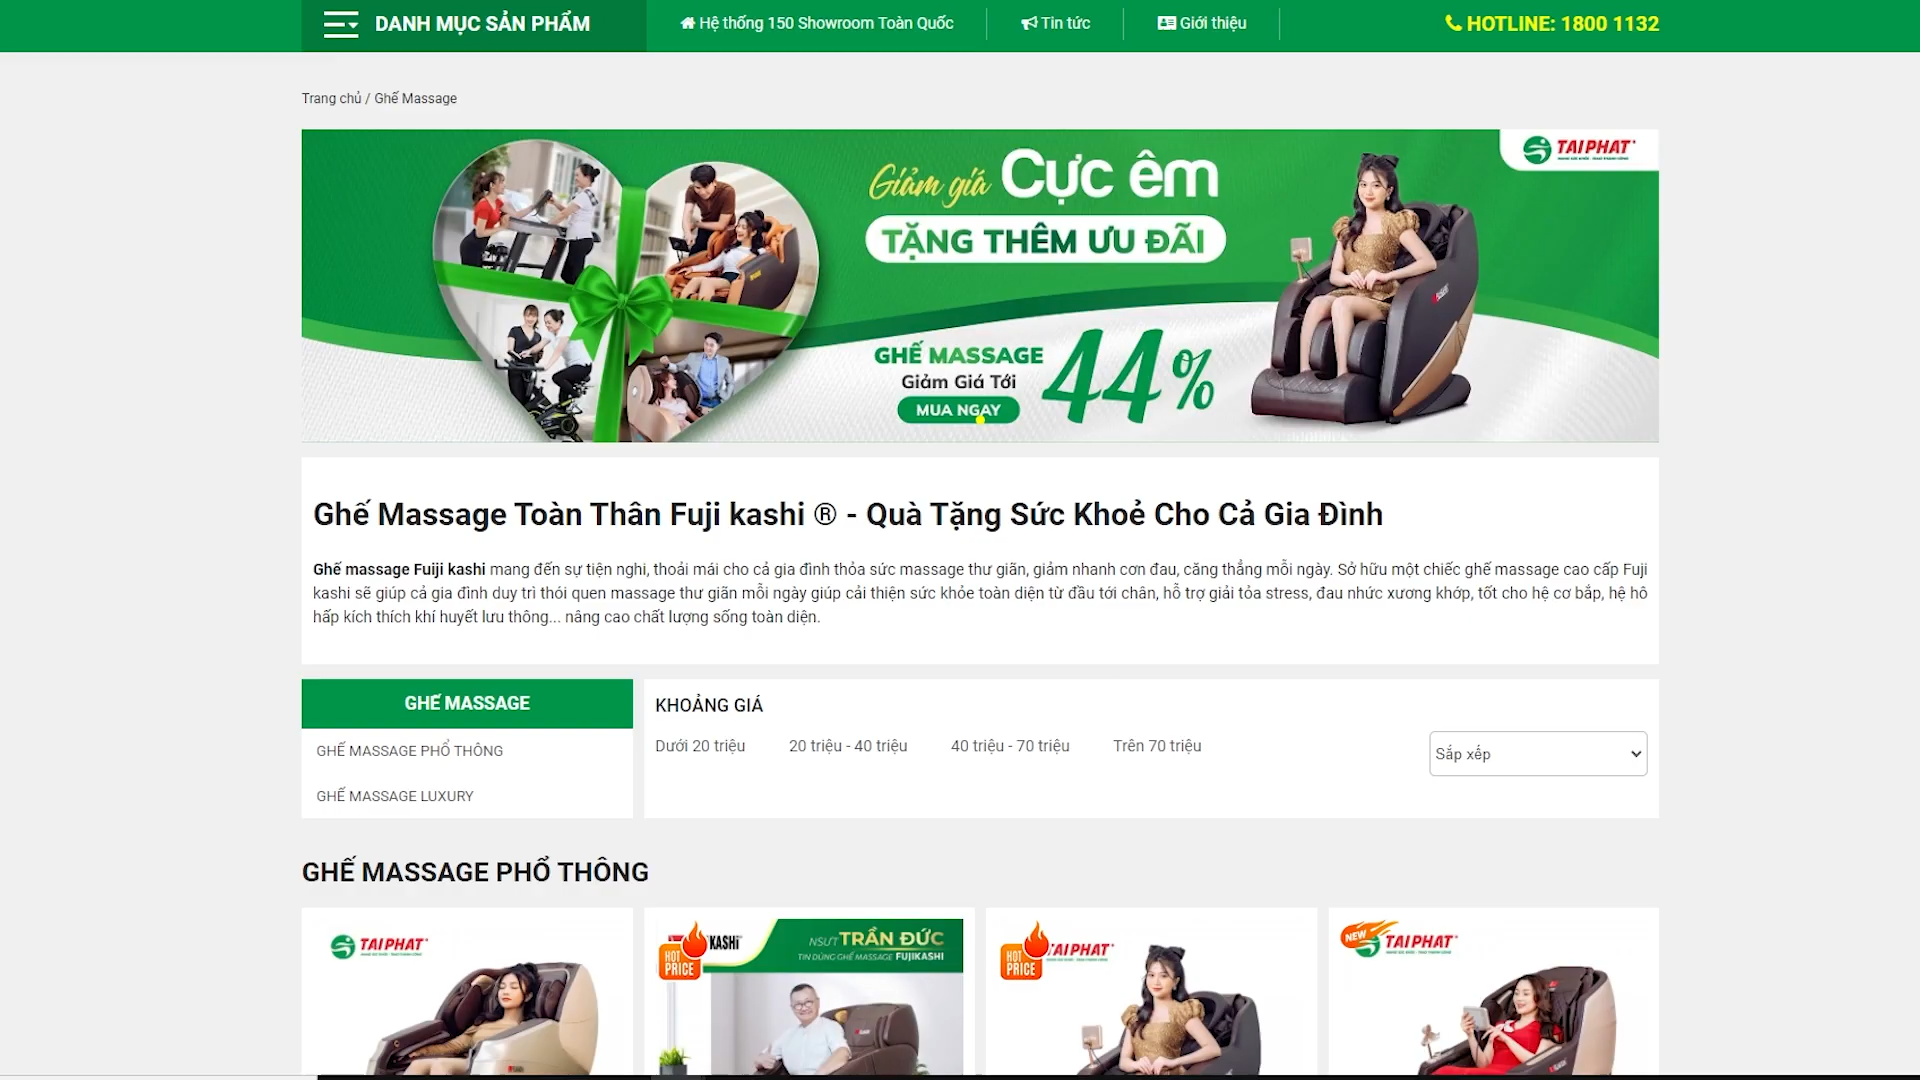 DANH MỤC SẢN PHẨM
Hệ thống 150 Showroom Toàn Quốc
Tin tức
Giới thiệu
HOTLINE: 1800 1132
Trang chủ / Ghế Massage
TAIPHAT
Giảm giá Cực êm
TẶNG THÊM ƯU ĐÃI
GHẾ MASSAGE
Giảm Giá Tới
44%
MUA NGAY
Ghế Massage Toàn Thân Fuji kashi ® - Quà Tặng Sức Khoẻ Cho Cả Gia Đình
Ghế massage Fuiji kashi mang đến sự tiện nghi, thoải mái cho cả gia đình thỏa sức massage thư giãn, giảm nhanh cơn đau, căng thẳng mỗi ngày. Sở hữu một chiếc ghế massage cao cấp Fuji
kashi sẽ giúp cả gia đình duy trì thói quen massage thư giãn mỗi ngày giúp cải thiện sức khỏe toàn diện từ đầu tới chân, hỗ trợ giải tỏa stress, đau nhức xương khớp, tốt cho hệ cơ bắp, hệ hô
hấp kích thích khí huyết lưu thông... nâng cao chất lượng sống toàn diện.
GHẾ MASSAGE
GHẾ MASSAGE PHỔ THÔNG
GHẾ MASSAGE LUXURY
KHOẢNG GIÁ
Dưới 20 triệu
20 triệu - 40 triệu
40 triệu - 70 triệu
Trên 70 triệu
Sắp xếp
GHẾ MASSAGE PHỔ THÔNG
TAIPHAT
HOT PRICE
KASHI
NSƯT TRẦN ĐỨC
TIN DÙNG GHẾ MASSAGE FUJIKASHI
HOT PRICE
TAIPHAT
NEW
TAIPHAT